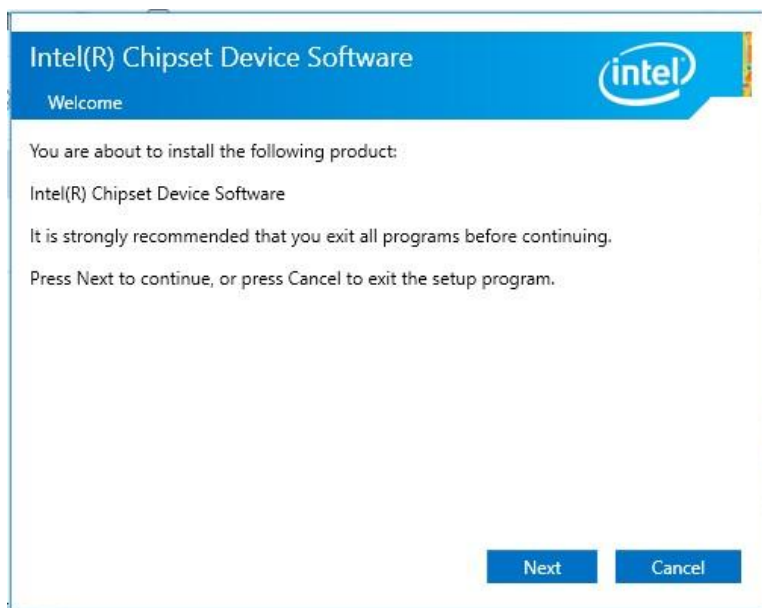 Intel(R) Chipset Device Software
intel
Welcome
You are about to install the following product:
Intel(R) Chipset Device Software
It is strongly recommended that you exit all programs before continuing.
Press Next to continue, or press Cancel to exit the setup program.
Next
Cancel